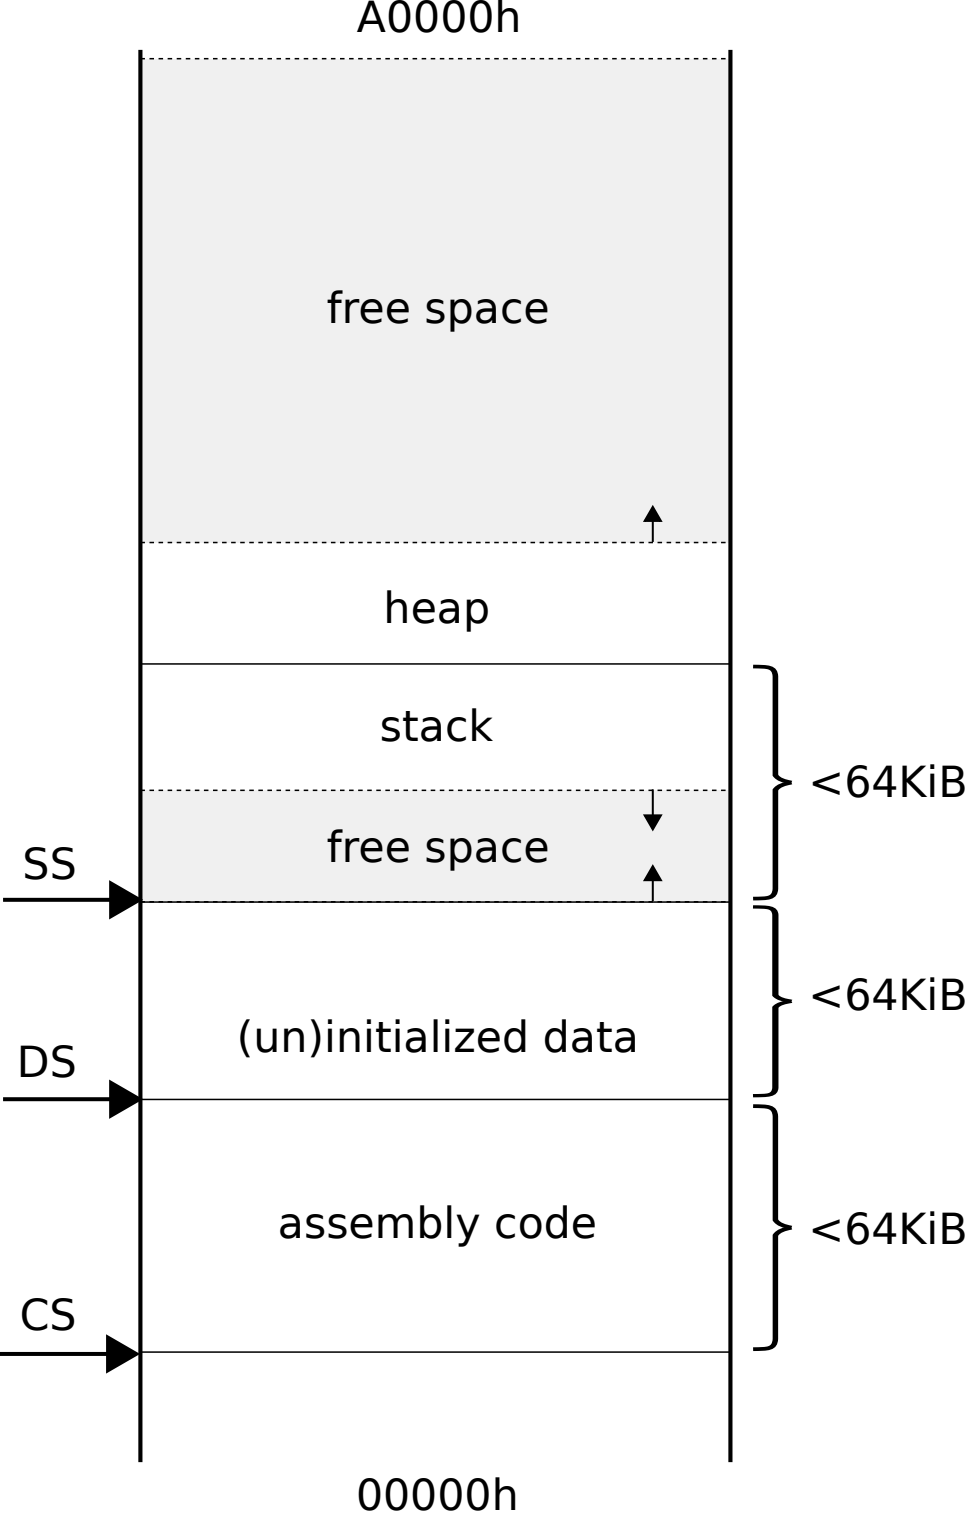 A0000h
free space
heap
stack
<64KiB
free space
SS
<64KiB
(un)initialized data
DS
assembly code
<64KiB
CS
00000h